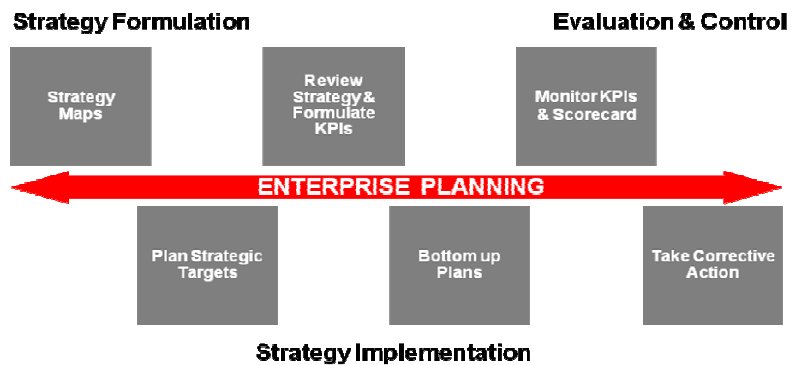 Strategy Formulation
Evaluation & Control
Strategy
Maps
Review
Strategy &
Formulate
KPIs
Monitor KPIs
& Scorecard
ENTERPRISE PLANNING
Plan Strategic
Targets
Bottom up
Plans
Take Corrective
Action
Strategy Implementation